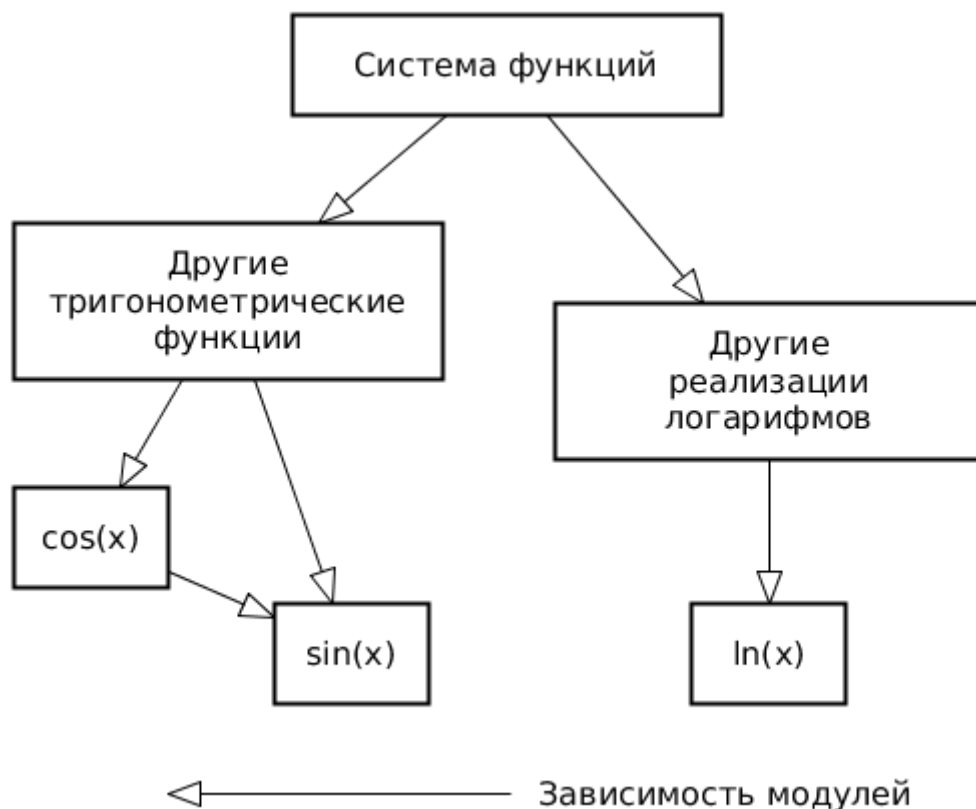 Система функций
Другие
тригонометрические
функции
Другие
реализации
логарифмов
cos(x)
sin(x)
ln(x)
Зависимость модулей